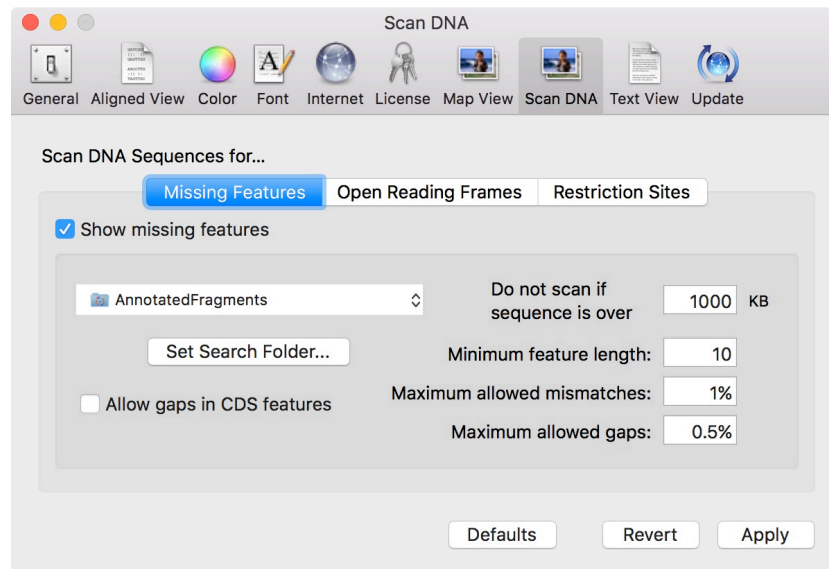 Scan DNA
General Aligned View Color Font Internet License Map View Scan DNA Text View Update
Scan DNA Sequences for...
Missing Features Open Reading Frames Restriction Sites
Show missing features
AnnotatedFragments
Do not scan if
sequence is over
1000 KB
Set Search Folder...
Minimum feature length: 10
Allow gaps in CDS features
Maximum allowed mismatches: 1%
Maximum allowed gaps: 0.5%
Defaults Revert Apply